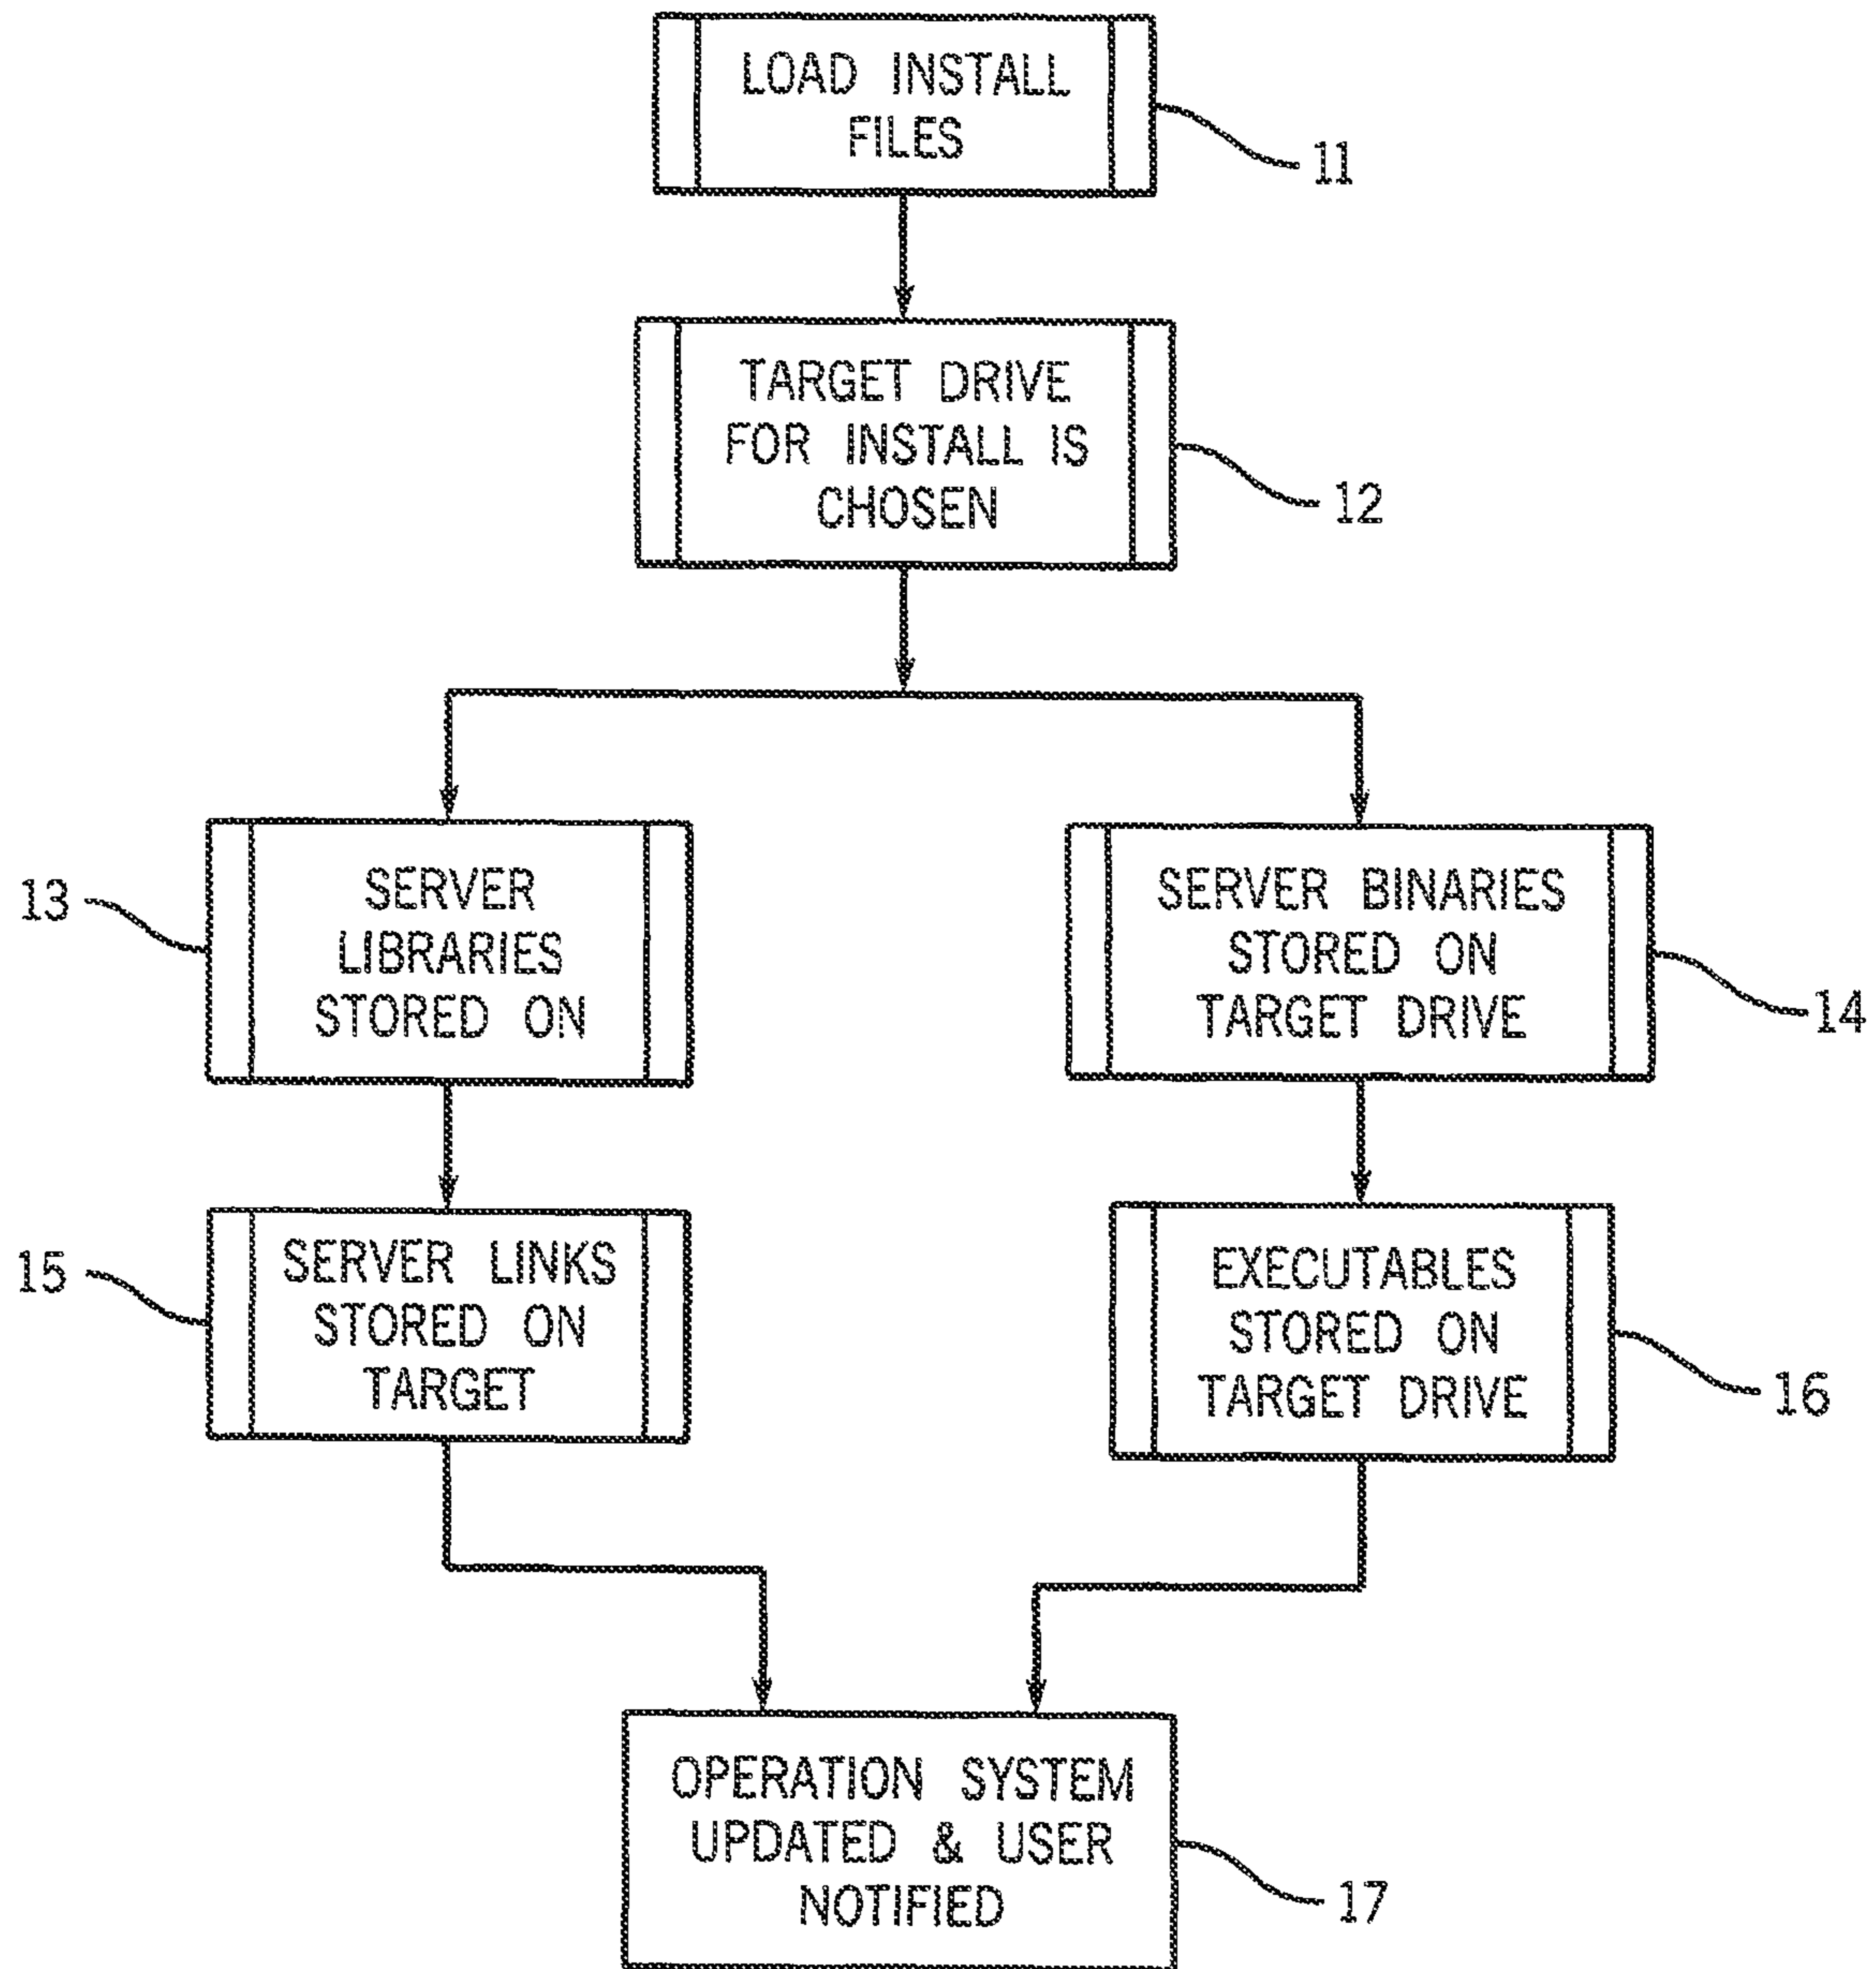 LOAD INSTALL
FILES
11
TARGET DRIVE
FOR INSTALL IS
CHOSEN
12
13
SERVER
LIBRARIES
STORED ON
SERVER BINARIES
STORED ON
TARGET DRIVE
14
15
SERVER LINKS
STORED ON
TARGET
EXECUTABLES
STORED ON
TARGET DRIVE
16
OPERATION SYSTEM
UPDATED & USER
NOTIFIED
17